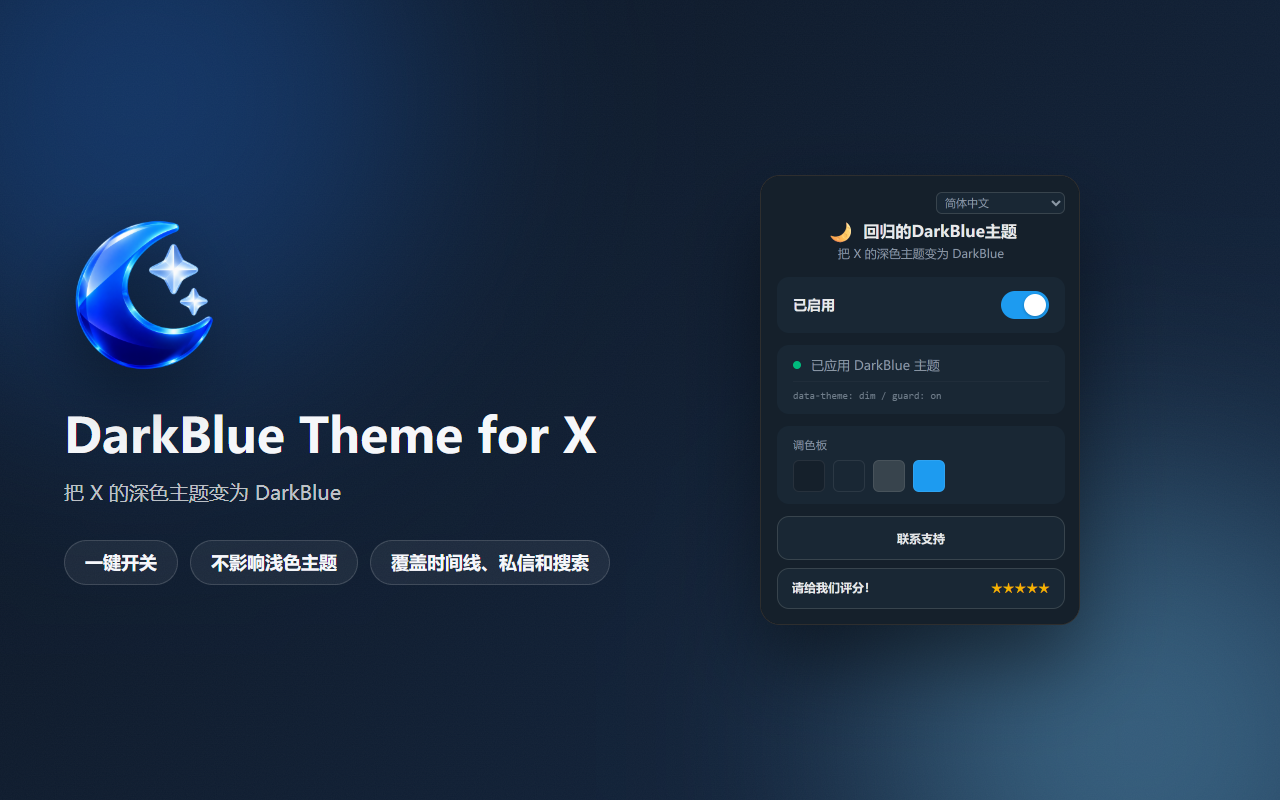 DarkBlue Theme for X
把 X 的深色主题变为 DarkBlue
一键开关
不影响浅色主题
覆盖时间线、私信和搜索
简体中文
回归的DarkBlue主题
把 X 的深色主题变为 DarkBlue
已启用
已应用 DarkBlue 主题
data-theme: dim / guard: on
调色板
联系支持
请给我们评分! ★★★★★